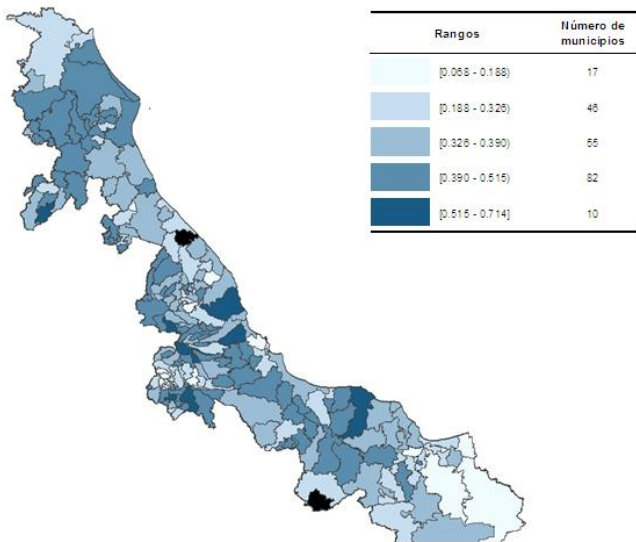 Rangos Número de municipios
[0.068 - 0.188) 17
[0.188 - 0.326) 46
[0.326 - 0.390) 55
[0.390 - 0.515) 82
[0.515 - 0.714] 10